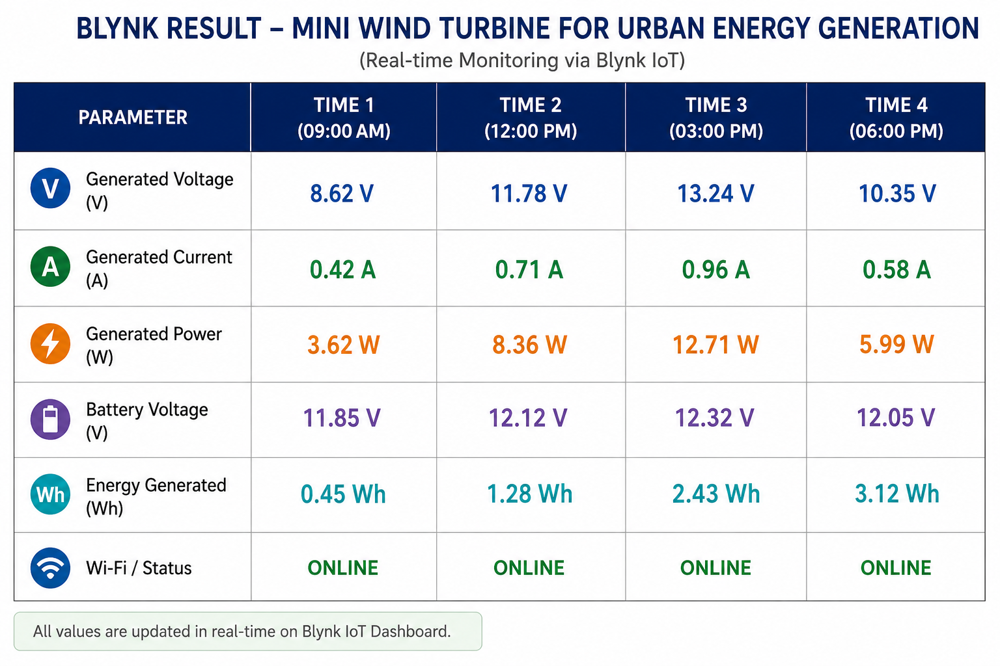 BLYNK RESULT – MINI WIND TURBINE FOR URBAN ENERGY GENERATION
(Real-time Monitoring via Blynk IoT)
PARAMETER
TIME 1
(09:00 AM)
TIME 2
(12:00 PM)
TIME 3
(03:00 PM)
TIME 4
(06:00 PM)
V
Generated Voltage
(V)
8.62 V
11.78 V
13.24 V
10.35 V
A
Generated Current
(A)
0.42 A
0.71 A
0.96 A
0.58 A
Generated Power
(W)
3.62 W
8.36 W
12.71 W
5.99 W
Battery Voltage
(V)
11.85 V
12.12 V
12.32 V
12.05 V
Wh
Energy Generated
(Wh)
0.45 Wh
1.28 Wh
2.43 Wh
3.12 Wh
Wi-Fi / Status
ONLINE
ONLINE
ONLINE
ONLINE
All values are updated in real-time on Blynk IoT Dashboard.